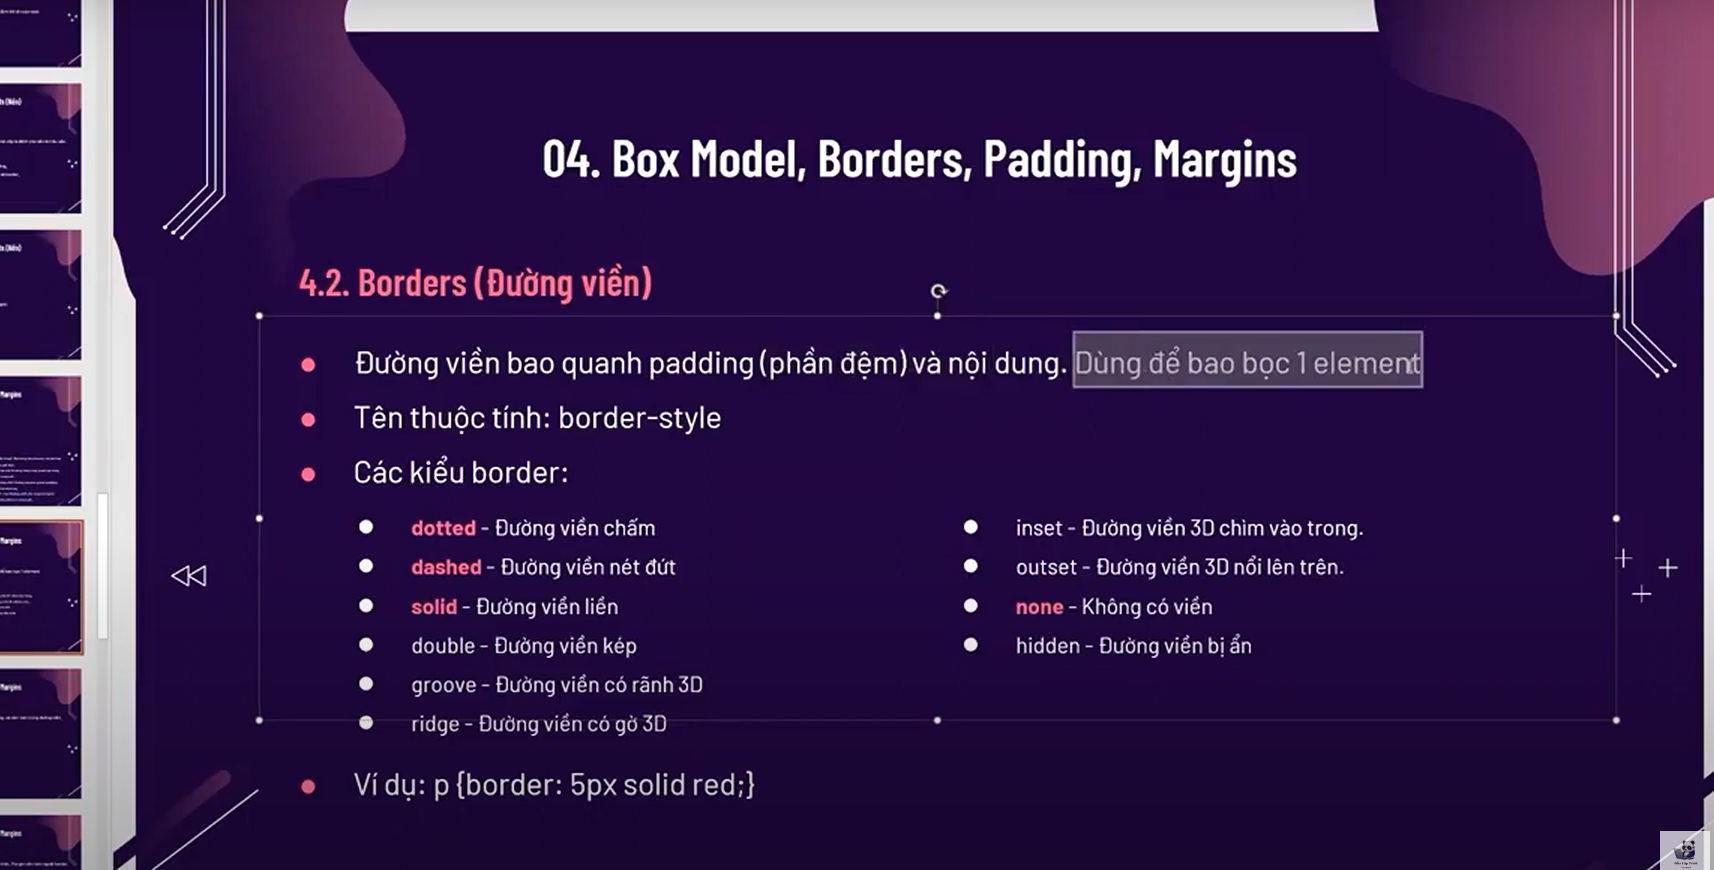 04. Box Model, Borders, Padding, Margins
4.2. Borders (Đường viền)
Đường viền bao quanh padding (phần đệm) và nội dung. Dùng để bao bọc 1 element
Tên thuộc tính: border-style
Các kiểu border:
dotted - Đường viền chấm
dashed - Đường viền nét đứt
solid - Đường viền liền
double - Đường viền kép
groove - Đường viền có rãnh 3D
ridge - Đường viền có gờ 3D
inset - Đường viền 3D chìm vào trong.
outset - Đường viền 3D nổi lên trên.
none - Không có viền
hidden - Đường viền bị ẩn
Ví dụ: p {border: 5px solid red;}